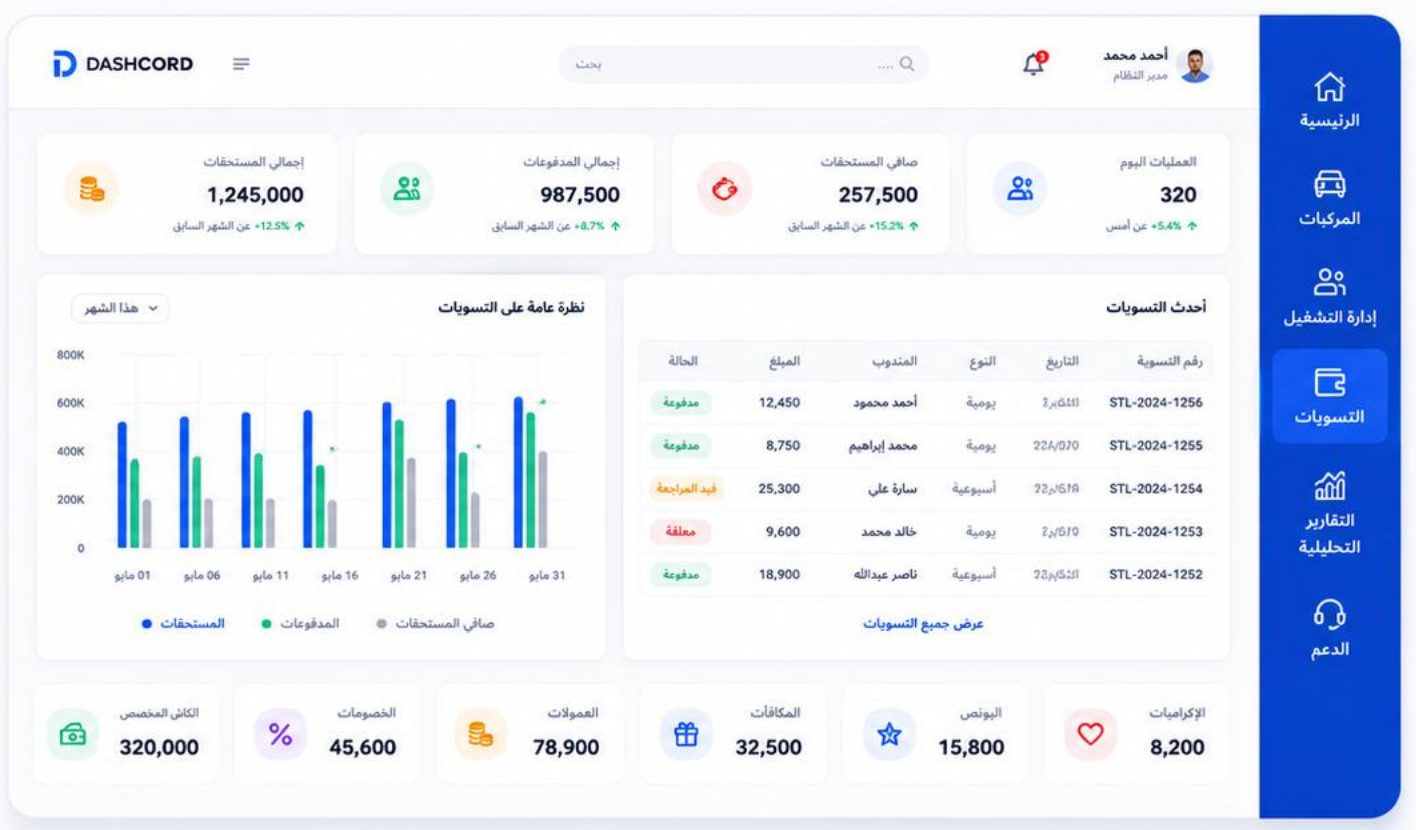 DASHCORD
بحث
....
3
أحمد محمد
مدير النظام
الرئيسية
المركبات
إدارة التشغيل
التسويات
التقارير
التحليلية
الدعم
العمليات اليوم
320
+5.4% عن أمس
صافي المستحقات
257,500
+15.2% عن الشهر السابق
إجمالي المدفوعات
987,500
+8.7% عن الشهر السابق
إجمالي المستحقات
1,245,000
+12.5% عن الشهر السابق
أحدث التسويات
رقم التسوية التاريخ النوع المندوب المبلغ الحالة
STL-2024-1256 يومية أحمد محمود 12,450 مدفوعة
STL-2024-1255 يومية محمد إبراهيم 8,750 مدفوعة
STL-2024-1254 أسبوعية سارة علي 25,300 قيد المراجعة
STL-2024-1253 يومية خالد محمد 9,600 معلقة
STL-2024-1252 أسبوعية ناصر عبدالله 18,900 مدفوعة
عرض جميع التسويات
نظرة عامة على التسويات
هذا الشهر
800K
600K
400K
200K
0
01 مايو
06 مايو
11 مايو
16 مايو
21 مايو
26 مايو
31 مايو
المستحقات
المدفوعات
صافي المستحقات
الإكراميات
8,200
البونص
15,800
المكافآت
32,500
العمولات
78,900
الخصومات
45,600
الكاش المخصص
320,000